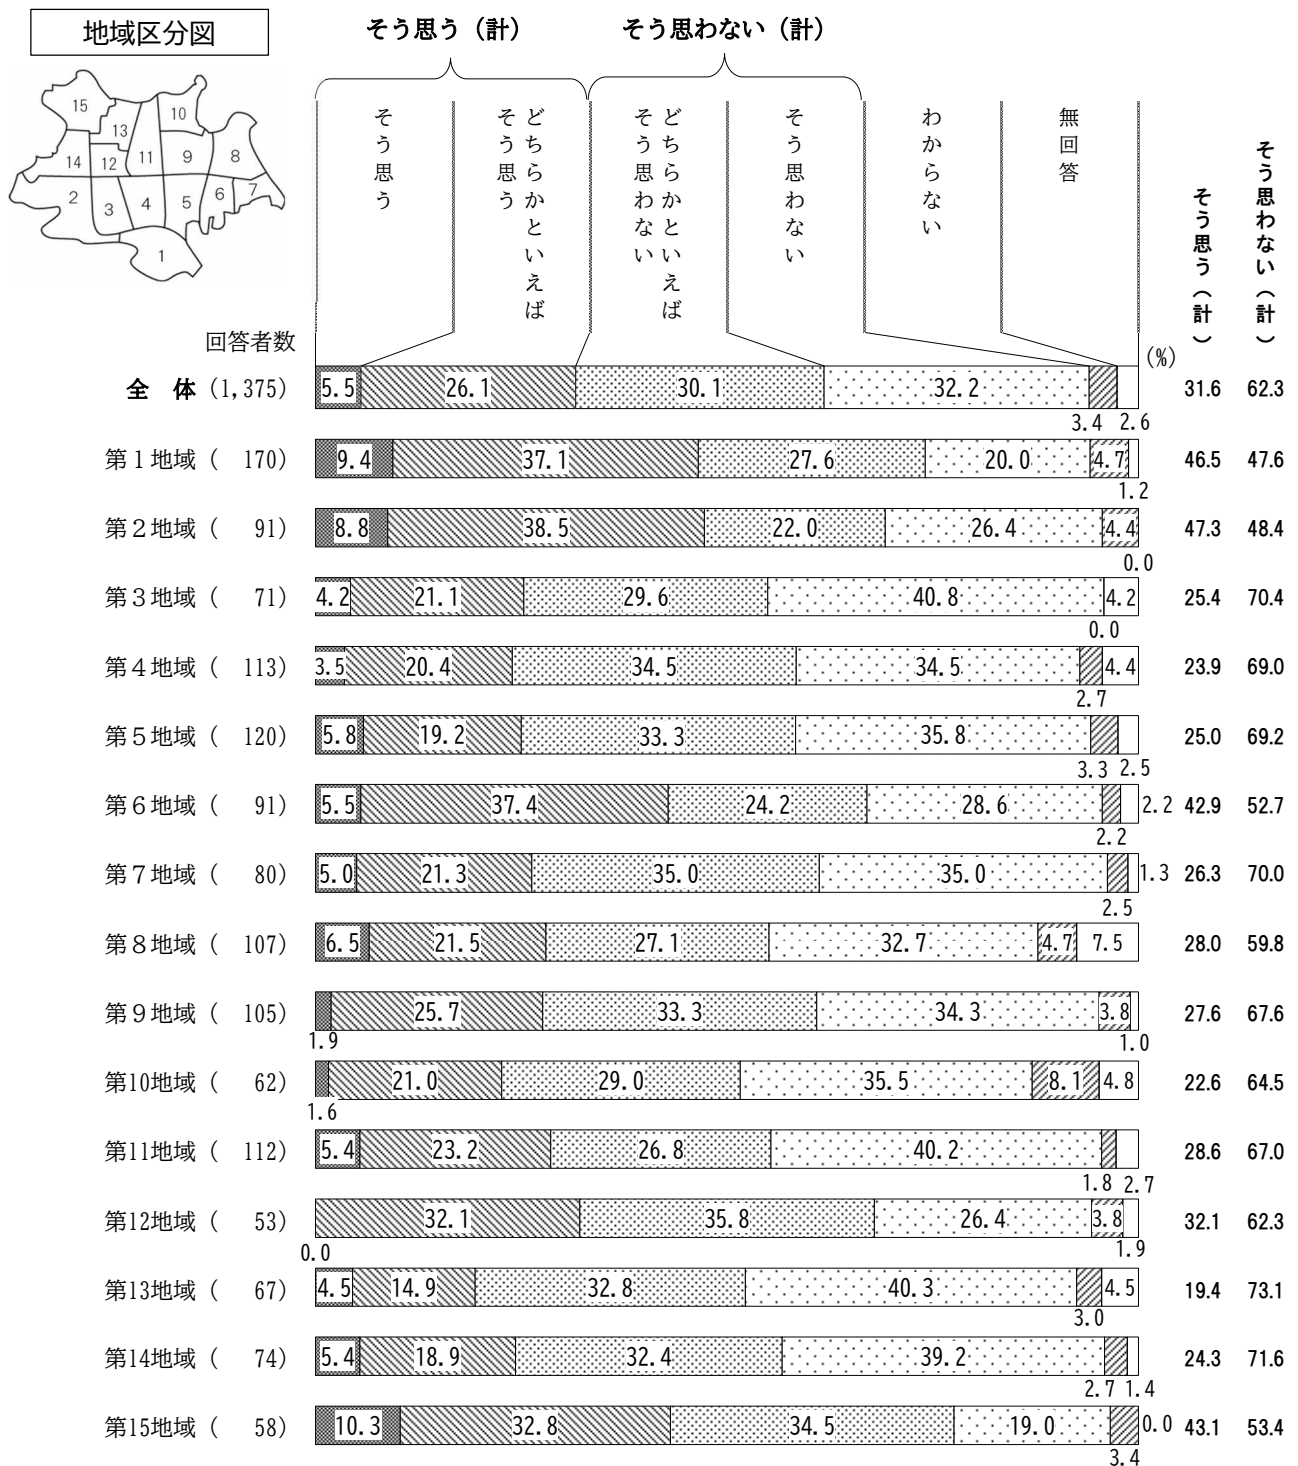 地域区分図
そう思う（計）
そう思わない（計）
15
10
13
14
12
11
9
8
2
3
4
5
6
7
1
そう思う
どちらかといえば
そう思う
どちらかといえば
そう思わない
そう思わない
わからない
無回答
そう思う（計）
そう思わない（計）
回答者数
(%)
全 体 (1,375) 5.5 26.1 30.1 32.2 31.6 62.3
3.4 2.6
第１地域 ( 170) 9.4 37.1 27.6 20.0 4.7 46.5 47.6
1.2
第２地域 ( 91) 8.8 38.5 22.0 26.4 4.4 47.3 48.4
0.0
第３地域 ( 71) 4.2 21.1 29.6 40.8 4.2 25.4 70.4
0.0
第４地域 ( 113) 3.5 20.4 34.5 34.5 4.4 23.9 69.0
2.7
第５地域 ( 120) 5.8 19.2 33.3 35.8 25.0 69.2
3.3 2.5
第６地域 ( 91) 5.5 37.4 24.2 28.6 2.2 42.9 52.7
2.2
第７地域 ( 80) 5.0 21.3 35.0 35.0 1.3 26.3 70.0
2.5
第８地域 ( 107) 6.5 21.5 27.1 32.7 4.7 7.5 28.0 59.8
第９地域 ( 105) 25.7 33.3 34.3 3.8 27.6 67.6
1.9 1.0
第10地域 ( 62) 21.0 29.0 35.5 8.1 4.8 22.6 64.5
1.6
第11地域 ( 112) 5.4 23.2 26.8 40.2 28.6 67.0
1.8 2.7
第12地域 ( 53) 32.1 35.8 26.4 3.8 32.1 62.3
0.0 1.9
第13地域 ( 67) 4.5 14.9 32.8 40.3 4.5 19.4 73.1
3.0
第14地域 ( 74) 5.4 18.9 32.4 39.2 24.3 71.6
2.7 1.4
第15地域 ( 58) 10.3 32.8 34.5 19.0 0.0 43.1 53.4
3.4